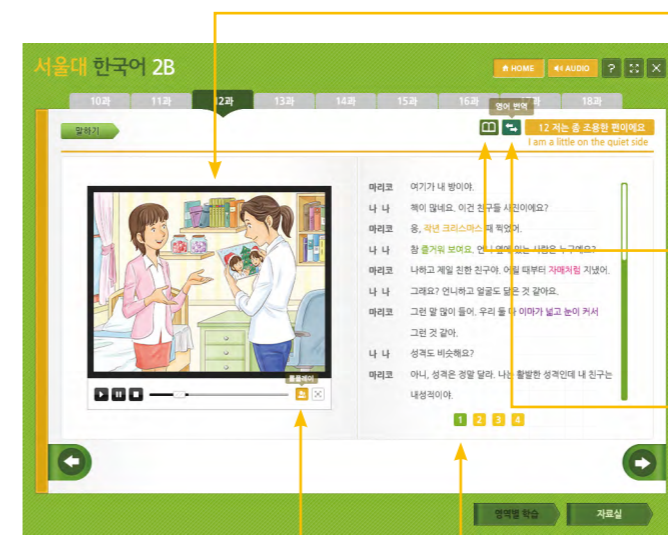 서울대 한국어 2B
HOME
AUDIO
?
10과
11과
12과
13과
14과
15과
16과
17과
18과
영어 번역
말하기
12 저는 좀 조용한 편이에요
I am a little on the quiet side
마리코 여기가 내 방이야.
나 나 책이 많네요. 이건 친구들 사진이에요?
마리코 응, 작년 크리스마스 때 찍었어.
나 나 참 즐거워 보여요. 언니 옆에 있는 사람은 누구예요?
마리코 나하고 제일 친한 친구야. 어릴 때부터 자매처럼 지냈어.
나 나 그래요? 언니하고 얼굴도 닮은 것 같아요.
마리코 그런 말 많이 들어. 우리 둘 다 이마가 넓고 눈이 커서
그런 것 같아.
나 나 성격도 비슷해요?
마리코 아니, 성격은 정말 달라. 나는 활발한 성격인데 내 친구는
내성적이야.
롤플레이
1 2 3 4
영역별 학습
자료실